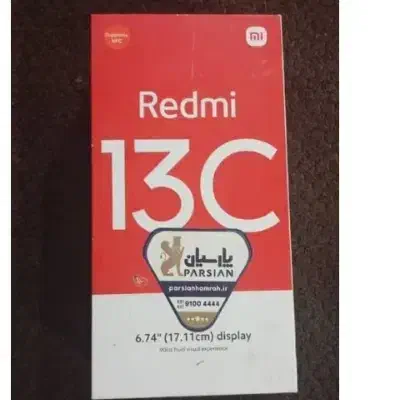 Supports
NFC
mi
Redmi
13C
پارسیان
PARSIAN
parsianhamrah.ir
9100 4444
6.74" (17.11cm) display